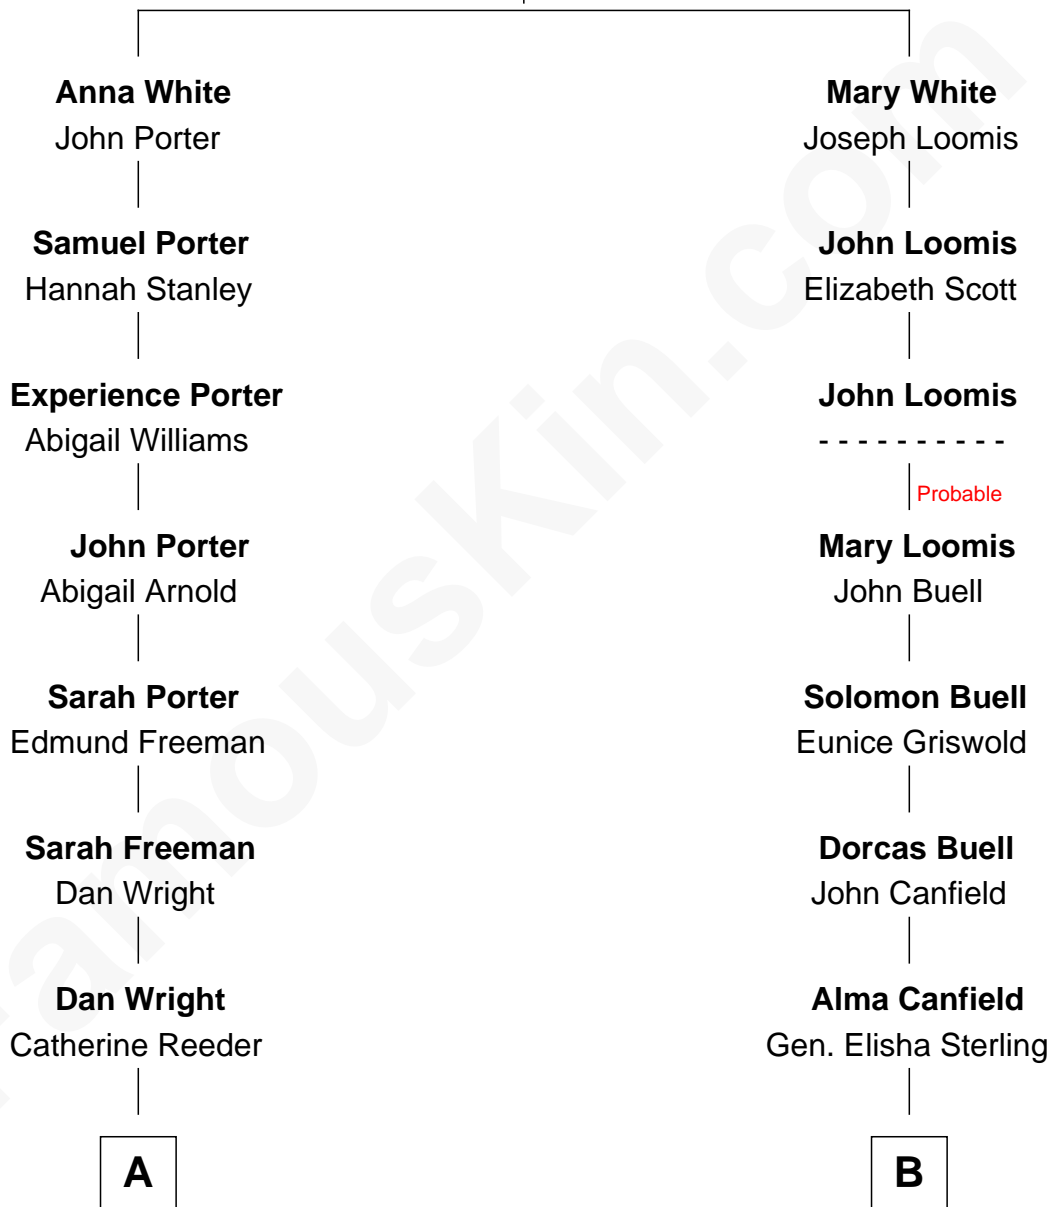 Anna White
John Porter
Samuel Porter
Hannah Stanley
Experience Porter
Abigail Williams
John Porter
Abigail Arnold
Sarah Porter
Edmund Freeman
Sarah Freeman
Dan Wright
Dan Wright
Catherine Reeder
A
Mary White
Joseph Loomis
John Loomis
Elizabeth Scott
John Loomis
- - - - - - - - - -
Probable
Mary Loomis
John Buell
Solomon Buell
Eunice Griswold
Dorcas Buell
John Canfield
Alma Canfield
Gen. Elisha Sterling
B
FamousKin.com